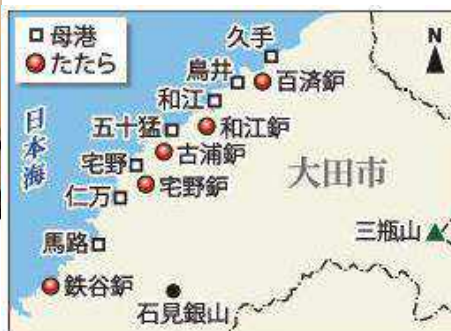 母港
たたら
久手
N
鳥井
百済鈩
和江
和江鈩
五十猛
古浦鈩
日本海
宅野
宅野鈩
大田市
仁万
三瓶山
馬路
鉄谷鈩
石見銀山